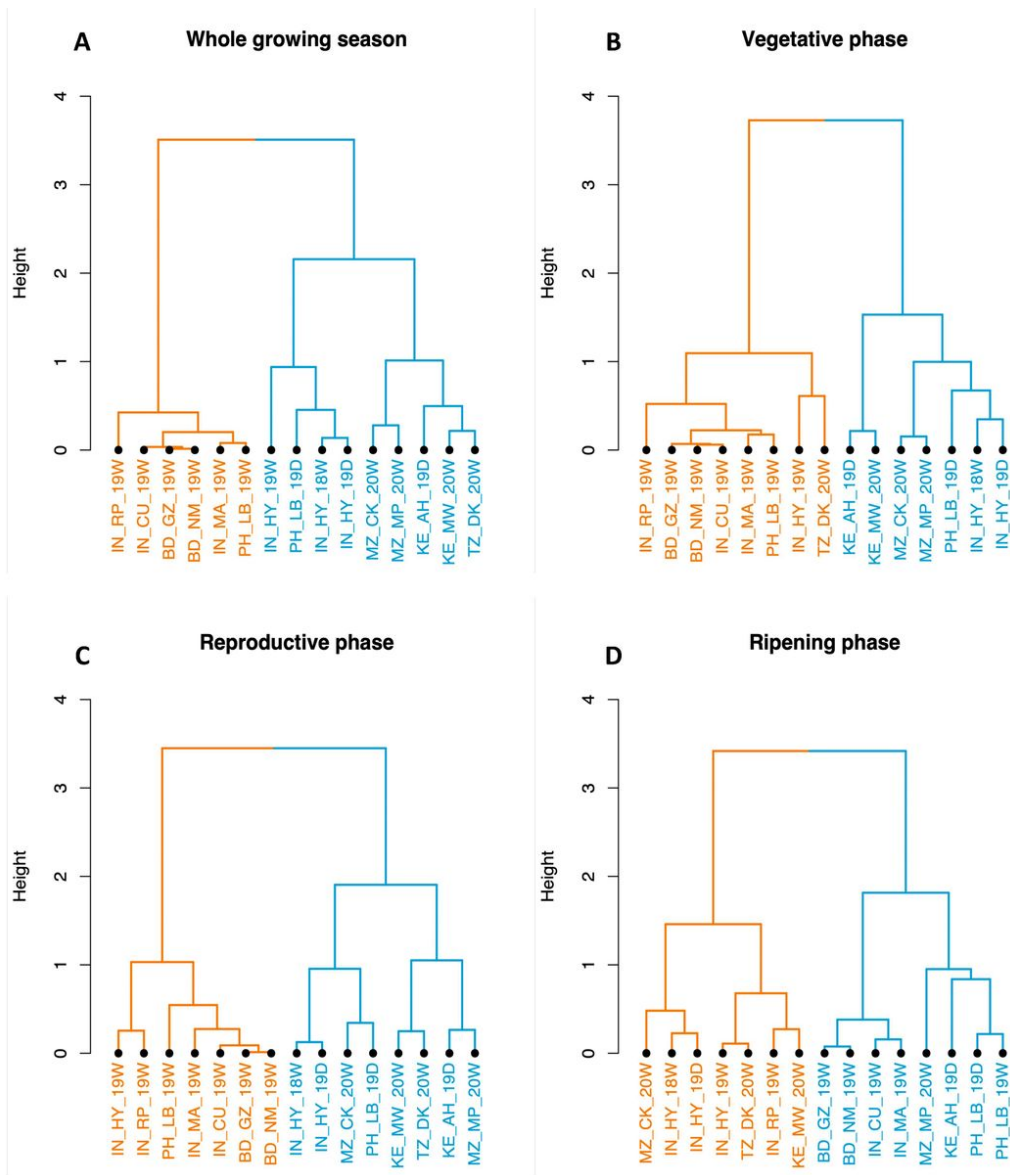 A Whole growing season
4
3
2
1
0
Height
IN_RP_19W
IN_CU_19W
BD_GZ_19W
BD_NM_19W
IN_MA_19W
PH_LB_19W
IN_HY_19W
PH_LB_19D
IN_HY_18W
IN_HY_19D
MZ_CK_20W
MZ_MP_20W
KE_AH_19D
KE_MW_20W
TZ_DK_20W
B Vegetative phase
4
3
2
1
0
Height
IN_RP_19W
BD_GZ_19W
BD_NM_19W
IN_CU_19W
IN_MA_19W
PH_LB_19W
IN_HY_19W
TZ_DK_20W
KE_AH_19D
KE_MW_20W
MZ_CK_20W
MZ_MP_20W
PH_LB_19D
IN_HY_18W
IN_HY_19D
C Reproductive phase
4
3
2
1
0
Height
IN_HY_19W
IN_RP_19W
PH_LB_19W
IN_MA_19W
IN_CU_19W
BD_GZ_19W
BD_NM_19W
IN_HY_18W
IN_HY_19D
MZ_CK_20W
PH_LB_19D
KE_MW_20W
TZ_DK_20W
KE_AH_19D
MZ_MP_20W
D Ripening phase
4
3
2
1
0
Height
MZ_CK_20W
IN_HY_18W
IN_HY_19D
IN_HY_19W
TZ_DK_20W
IN_RP_19W
KE_MW_20W
BD_GZ_19W
BD_NM_19W
IN_CU_19W
IN_MA_19W
MZ_MP_20W
KE_AH_19D
PH_LB_19D
PH_LB_19W